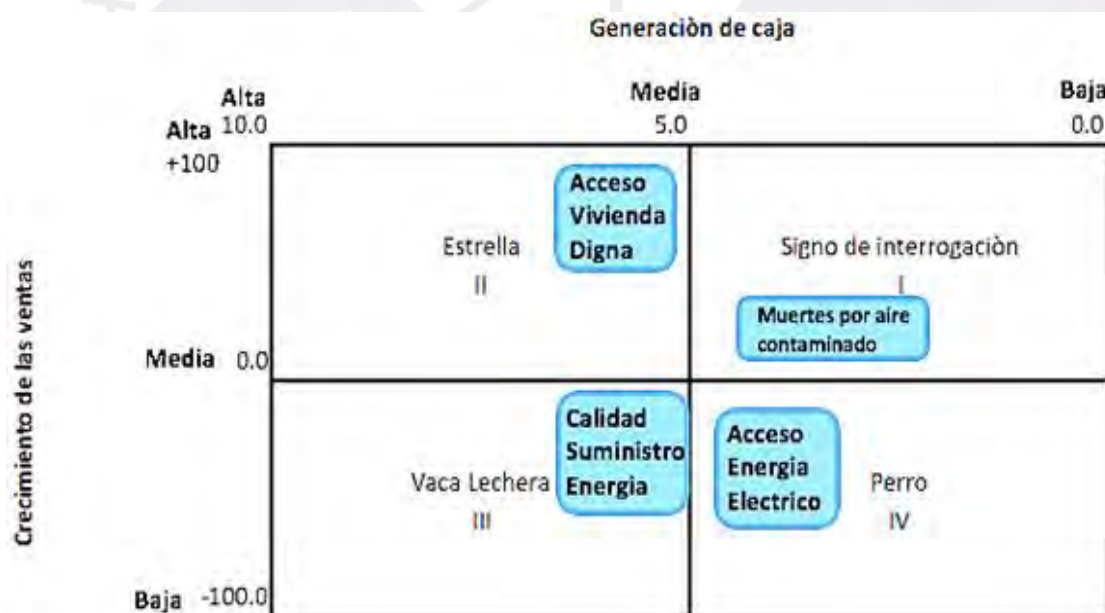 Generaciòn de caja
Alta Media Baja
10.0 5.0 0.0
Alta
+100
Acceso
Vivienda
Digna
Estrella
II
Signo de interrogaciòn
I
Muertes por aire
contaminado
Media 0.0
Crecimiento de las ventas
Calidad
Suministro
Energia
Vaca Lechera
III
Acceso
Energia
Electrico
Perro
IV
Baja -100.0